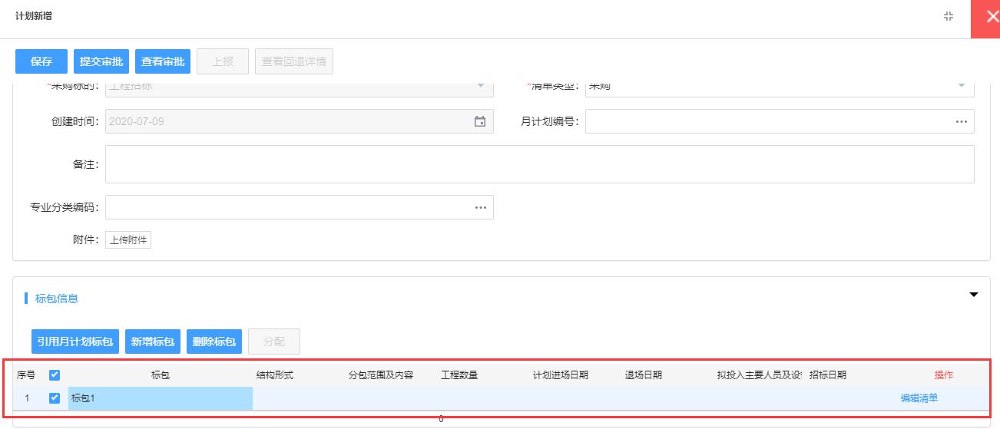 计划新增
保存 提交审批 查看审批 上报 查看回退详情
*采购标的： 工程招标 *清单类型： 采购
创建时间： 2020-07-09 月计划编号：
备注：
专业分类编码：
附件： 上传附件
标包信息
引用月计划标包 新增标包 删除标包 分配
序号 标包 结构形式 分包范围及内容 工程数量 计划进场日期 退场日期 拟投入主要人员及设 招标日期 操作
1 标包1 编辑清单
0